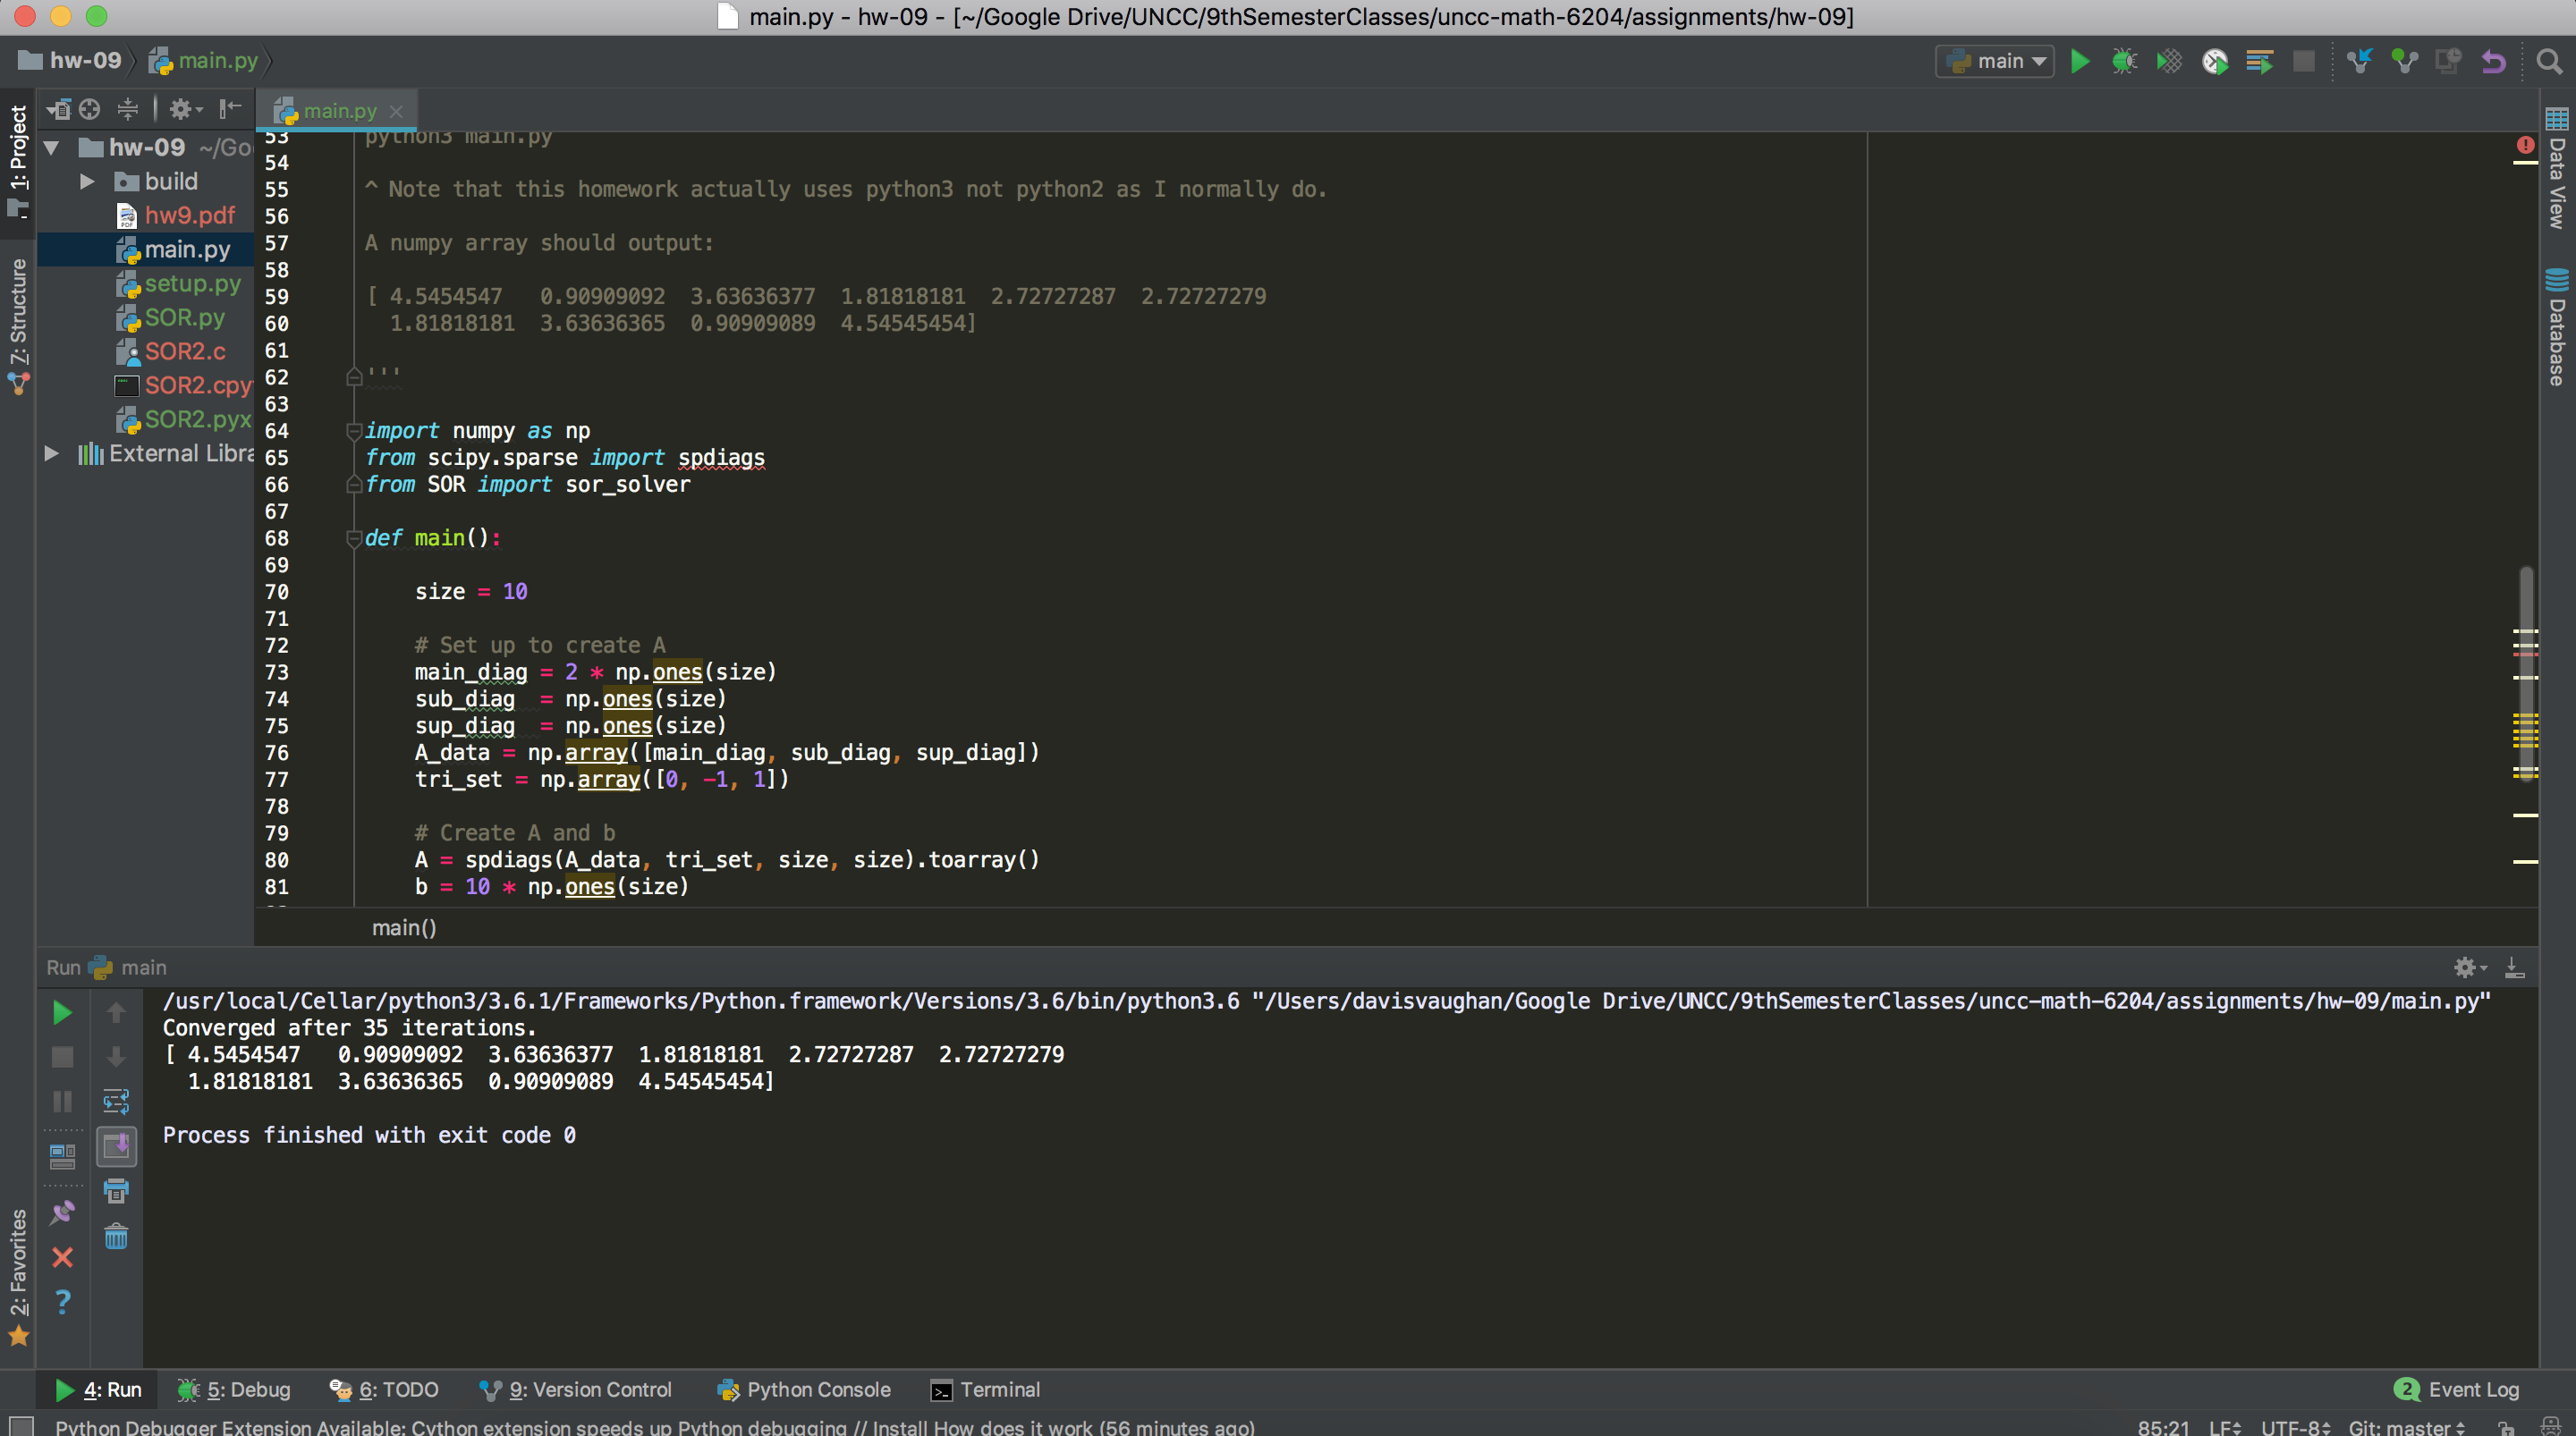 main.py - hw-09 - [~/Google Drive/UNCC/9thSemesterClasses/uncc-math-6204/assignments/hw-09]
hw-09 main.py main
main.py
1: Project
7: Structure
2: Favorites
Data View
Database
hw-09 ~/Go
build
hw9.pdf
main.py
setup.py
SOR.py
SOR2.c
SOR2.cpy
SOR2.pyx
External Libra
53 python3 main.py
54
55 ^ Note that this homework actually uses python3 not python2 as I normally do.
56
57 A numpy array should output:
58
59 [ 4.5454547   0.90909092  3.63636377  1.81818181  2.72727287  2.72727279
60   1.81818181  3.63636365  0.90909089  4.54545454]
61
62 '''
63
64 import numpy as np
65 from scipy.sparse import spdiags
66 from SOR import sor_solver
67
68 def main():
69
70     size = 10
71
72     # Set up to create A
73     main_diag = 2 * np.ones(size)
74     sub_diag  = np.ones(size)
75     sup_diag  = np.ones(size)
76     A_data = np.array([main_diag, sub_diag, sup_diag])
77     tri_set = np.array([0, -1, 1])
78
79     # Create A and b
80     A = spdiags(A_data, tri_set, size, size).toarray()
81     b = 10 * np.ones(size)
main()
Run main
/usr/local/Cellar/python3/3.6.1/Frameworks/Python.framework/Versions/3.6/bin/python3.6 "/Users/davisvaughan/Google Drive/UNCC/9thSemesterClasses/uncc-math-6204/assignments/hw-09/main.py"
Converged after 35 iterations.
[ 4.5454547   0.90909092  3.63636377  1.81818181  2.72727287  2.72727279
  1.81818181  3.63636365  0.90909089  4.54545454]
Process finished with exit code 0
4: Run 5: Debug 6: TODO 9: Version Control Python Console Terminal 2 Event Log
Python Debugger Extension Available: Cython extension speeds up Python debugging // Install How does it work (56 minutes ago) 85:21 LF UTF-8 Git: master